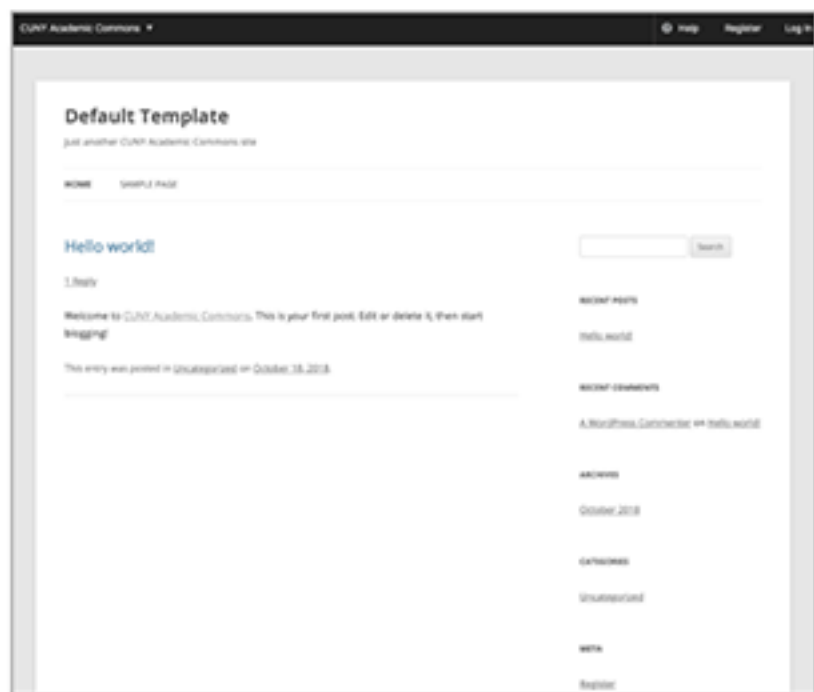 CUNY Academic Commons ▾
Help Register Log In
Default Template
Just another CUNY Academic Commons site
HOME SAMPLE PAGE
Hello world!
1 Reply
Welcome to CUNY Academic Commons. This is your first post. Edit or delete it, then start
blogging!
This entry was posted in Uncategorized on October 18, 2018.
Search
RECENT POSTS
Hello world!
RECENT COMMENTS
A WordPress Commenter on Hello world!
ARCHIVES
October 2018
CATEGORIES
Uncategorized
META
Register